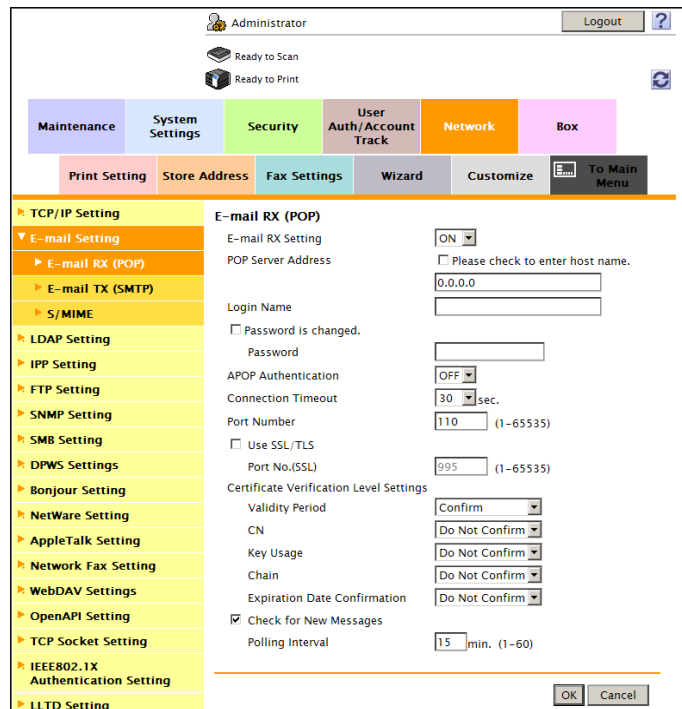 Administrator
Logout
?
Ready to Scan
Ready to Print
Maintenance
System
Settings
Security
User
Auth/Account
Track
Network
Box
Print Setting
Store Address
Fax Settings
Wizard
Customize
To Main
Menu
TCP/IP Setting
E-mail Setting
E-mail RX (POP)
E-mail TX (SMTP)
S/MIME
LDAP Setting
IPP Setting
FTP Setting
SNMP Setting
SMB Setting
DPWS Settings
Bonjour Setting
NetWare Setting
AppleTalk Setting
Network Fax Setting
WebDAV Settings
OpenAPI Setting
TCP Socket Setting
IEEE802.1X
Authentication Setting
LLTD Setting
E-mail RX (POP)
E-mail RX Setting ON
POP Server Address Please check to enter host name.
0.0.0.0
Login Name
Password is changed.
Password
APOP Authentication OFF
Connection Timeout 30 sec.
Port Number 110 (1-65535)
Use SSL/TLS
Port No.(SSL) 995 (1-65535)
Certificate Verification Level Settings
Validity Period Confirm
CN Do Not Confirm
Key Usage Do Not Confirm
Chain Do Not Confirm
Expiration Date Confirmation Do Not Confirm
Check for New Messages
Polling Interval 15 min. (1-60)
OK Cancel